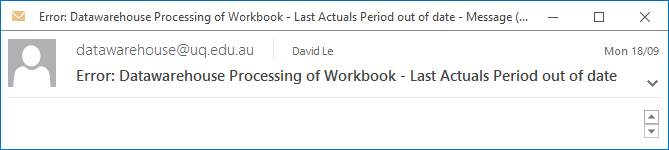 Error: Datawarehouse Processing of Workbook - Last Actuals Period out of date - Message (...
datawarehouse@uq.edu.au David Le Mon 18/09
Error: Datawarehouse Processing of Workbook - Last Actuals Period out of date